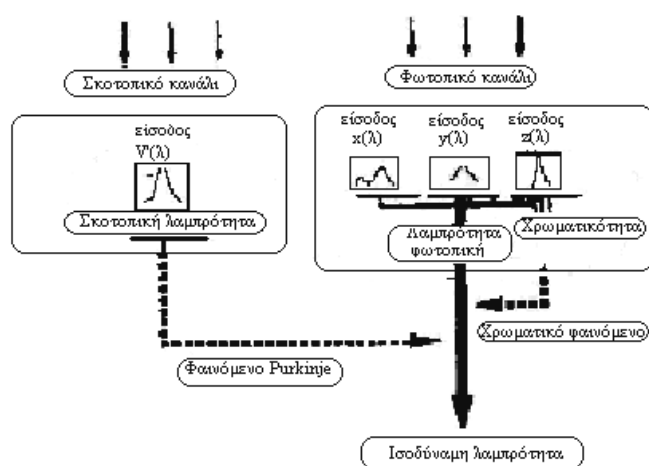 Σκοτοπικό κανάλι
Φωτοπικό κανάλι
είσοδος
V'(λ)
είσοδος
x(λ)
είσοδος
y(λ)
είσοδος
z(λ)
Σκοτοπική λαμπρότητα
Λαμπρότητα
φωτοπική
Χρωματικότητα
Χρωματικό φαινόμενο
Φαινόμενο Purkinje
Ισοδύναμη λαμπρότητα